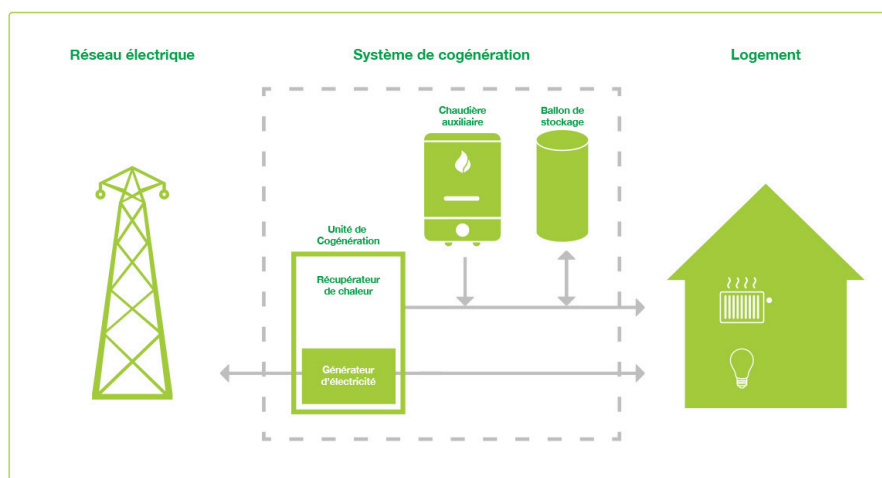 Réseau électrique
Système de cogénération
Logement
Chaudière
auxiliaire
Ballon de
stockage
Unité de
Cogénération
Récupérateur
de chaleur
Générateur
d'électricité